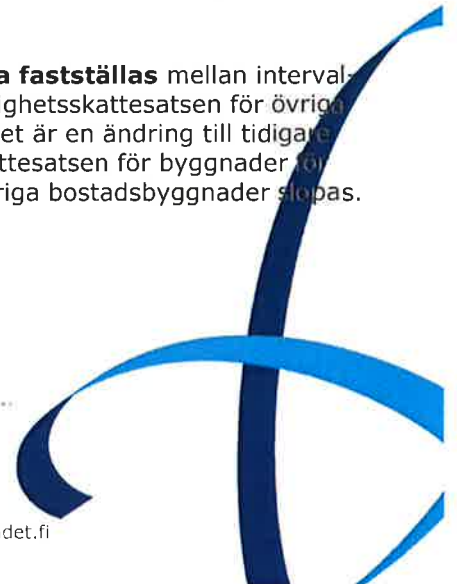 a fastställas mellan interval-
ighetsskattesatsen för övriga
et är en ändring till tidigare
ttesatsen för byggnader för
riga bostadsbyggnader slopas.
det.fi